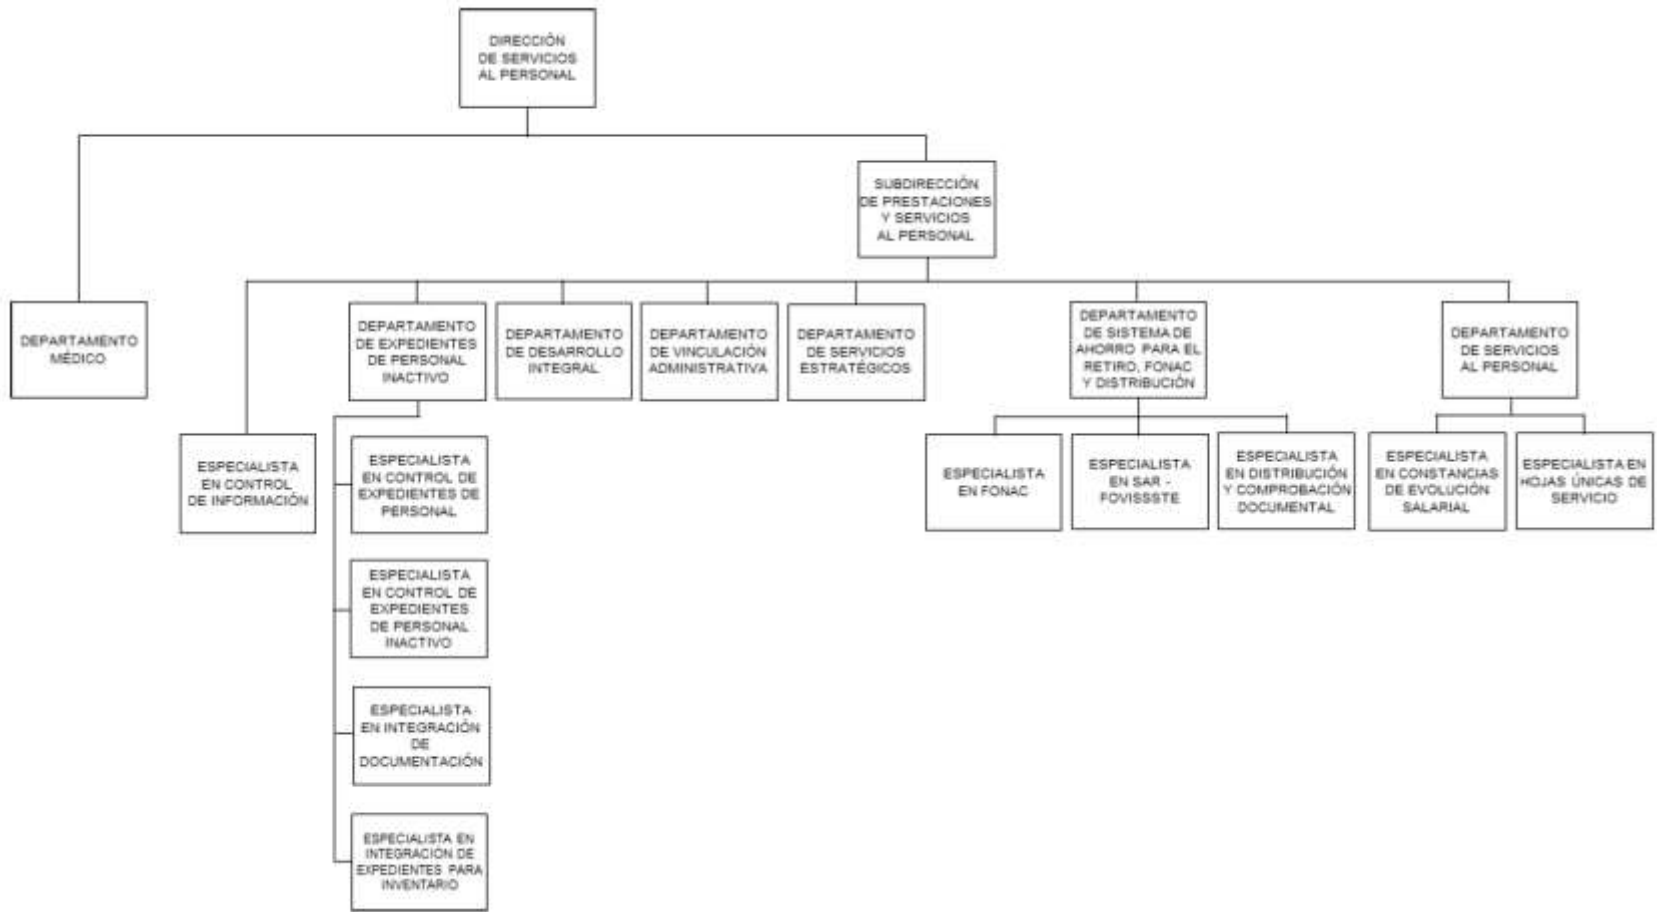 DIRECCIÓN
DE SERVICIOS
AL PERSONAL
SUBDIRECCIÓN
DE PRESTACIONES
Y SERVICIOS
AL PERSONAL
DEPARTAMENTO
MÉDICO
DEPARTAMENTO
DE EXPEDIENTES
DE PERSONAL
INACTIVO
DEPARTAMENTO
DE DESARROLLO
INTEGRAL
DEPARTAMENTO
DE VINCULACIÓN
ADMINISTRATIVA
DEPARTAMENTO
DE SERVICIOS
ESTRATÉGICOS
DEPARTAMENTO
DE SISTEMA DE
AHORRO PARA EL
RETIRO, FONAC
Y DISTRIBUCIÓN
DEPARTAMENTO
DE SERVICIOS
AL PERSONAL
ESPECIALISTA
EN CONTROL
DE INFORMACIÓN
ESPECIALISTA
EN CONTROL DE
EXPEDIENTES DE
PERSONAL
ESPECIALISTA
EN CONTROL DE
EXPEDIENTES
DE PERSONAL
INACTIVO
ESPECIALISTA
EN INTEGRACIÓN
DE
DOCUMENTACIÓN
ESPECIALISTA EN
INTEGRACIÓN DE
EXPEDIENTES PARA
INVENTARIO
ESPECIALISTA
EN FONAC
ESPECIALISTA
EN SAR -
FOVISSSTE
ESPECIALISTA
EN DISTRIBUCIÓN
Y COMPROBACIÓN
DOCUMENTAL
ESPECIALISTA
EN CONSTANCIAS
DE EVOLUCIÓN
SALARIAL
ESPECIALISTA EN
HOJAS ÚNICAS DE
SERVICIO